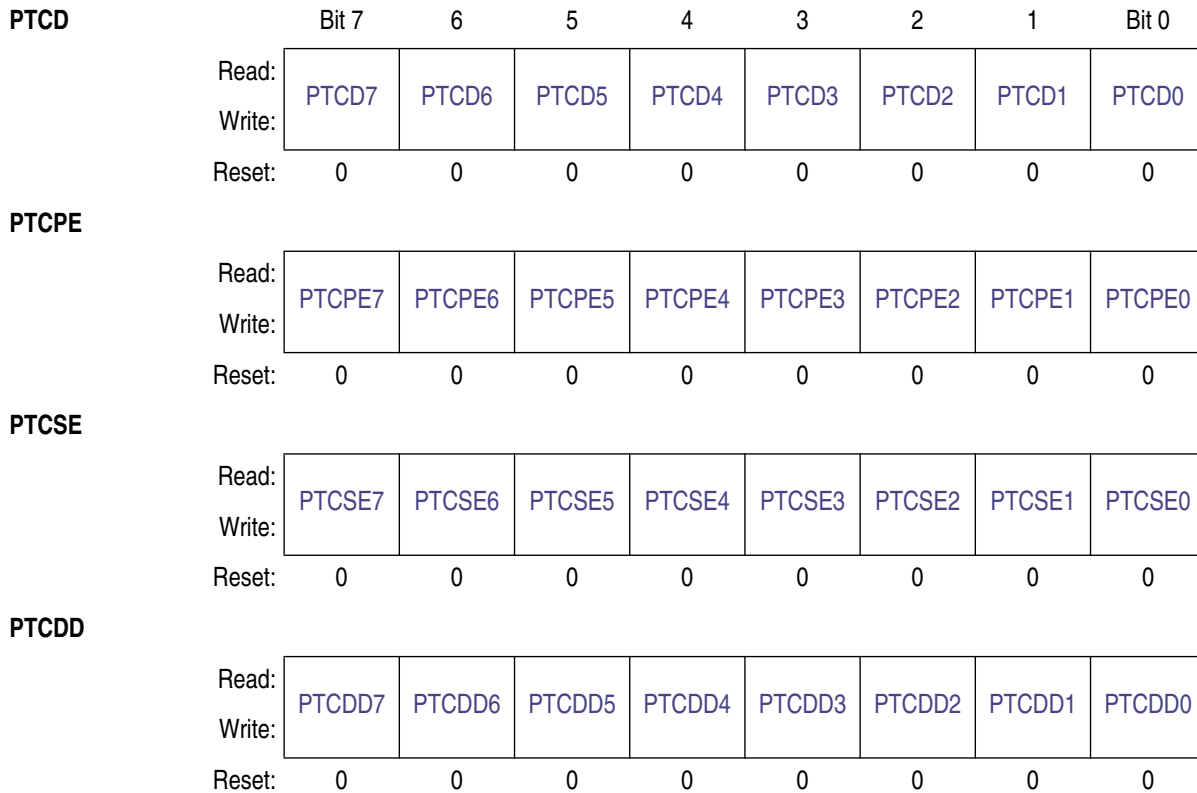 PTCD Bit 7 6 5 4 3 2 1 Bit 0
Read:
PTCD7 PTCD6 PTCD5 PTCD4 PTCD3 PTCD2 PTCD1 PTCD0
Write:
Reset: 0 0 0 0 0 0 0 0
PTCPE
Read:
PTCPE7 PTCPE6 PTCPE5 PTCPE4 PTCPE3 PTCPE2 PTCPE1 PTCPE0
Write:
Reset: 0 0 0 0 0 0 0 0
PTCSE
Read:
PTCSE7 PTCSE6 PTCSE5 PTCSE4 PTCSE3 PTCSE2 PTCSE1 PTCSE0
Write:
Reset: 0 0 0 0 0 0 0 0
PTCDD
Read:
PTCDD7 PTCDD6 PTCDD5 PTCDD4 PTCDD3 PTCDD2 PTCDD1 PTCDD0
Write:
Reset: 0 0 0 0 0 0 0 0